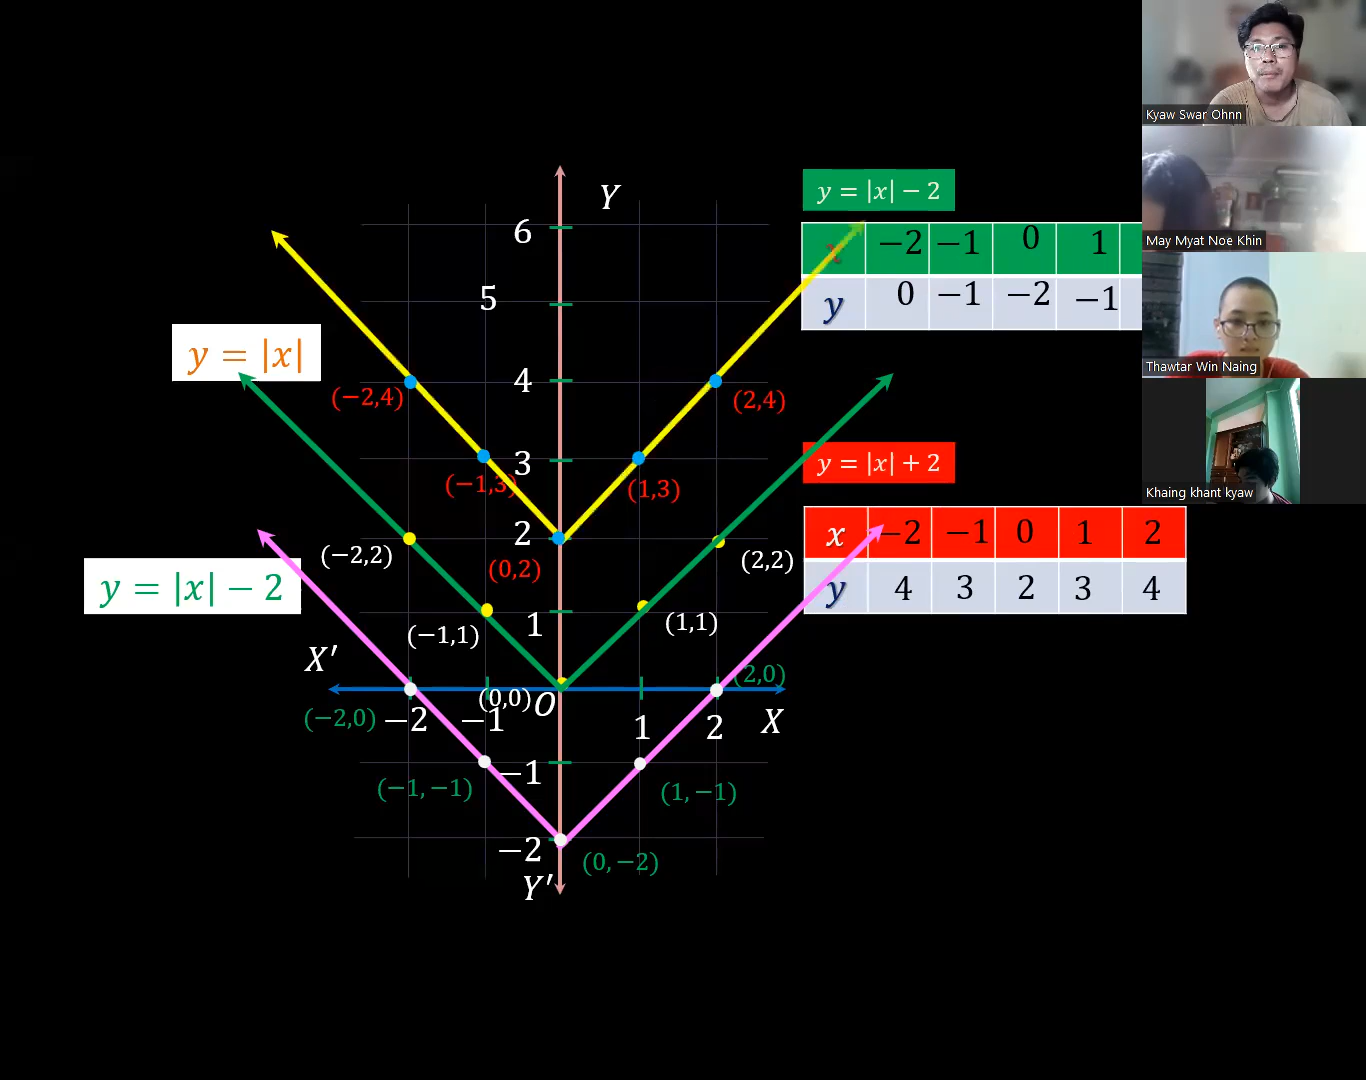 Kyaw Swar Ohnn
May Myat Noe Khin
Thawtar Win Naing
Khaing khant kyaw
Y
6
5
4
3
2
1
y = |x| − 2
x −2 −1 0 1
y 0 −1 −2 −1
y = |x|
(−2,4)
(2,4)
(−1,3)
(1,3)
y = |x| + 2
x −2 −1 0 1 2
y 4 3 2 3 4
(−2,2)
(0,2)
(2,2)
y = |x| − 2
(−1,1)
(1,1)
X′
(0,0) O
(2,0)
(−2,0) −2 −1 1 2 X
−1
(−1, −1)
(1, −1)
−2
(0, −2)
Y′